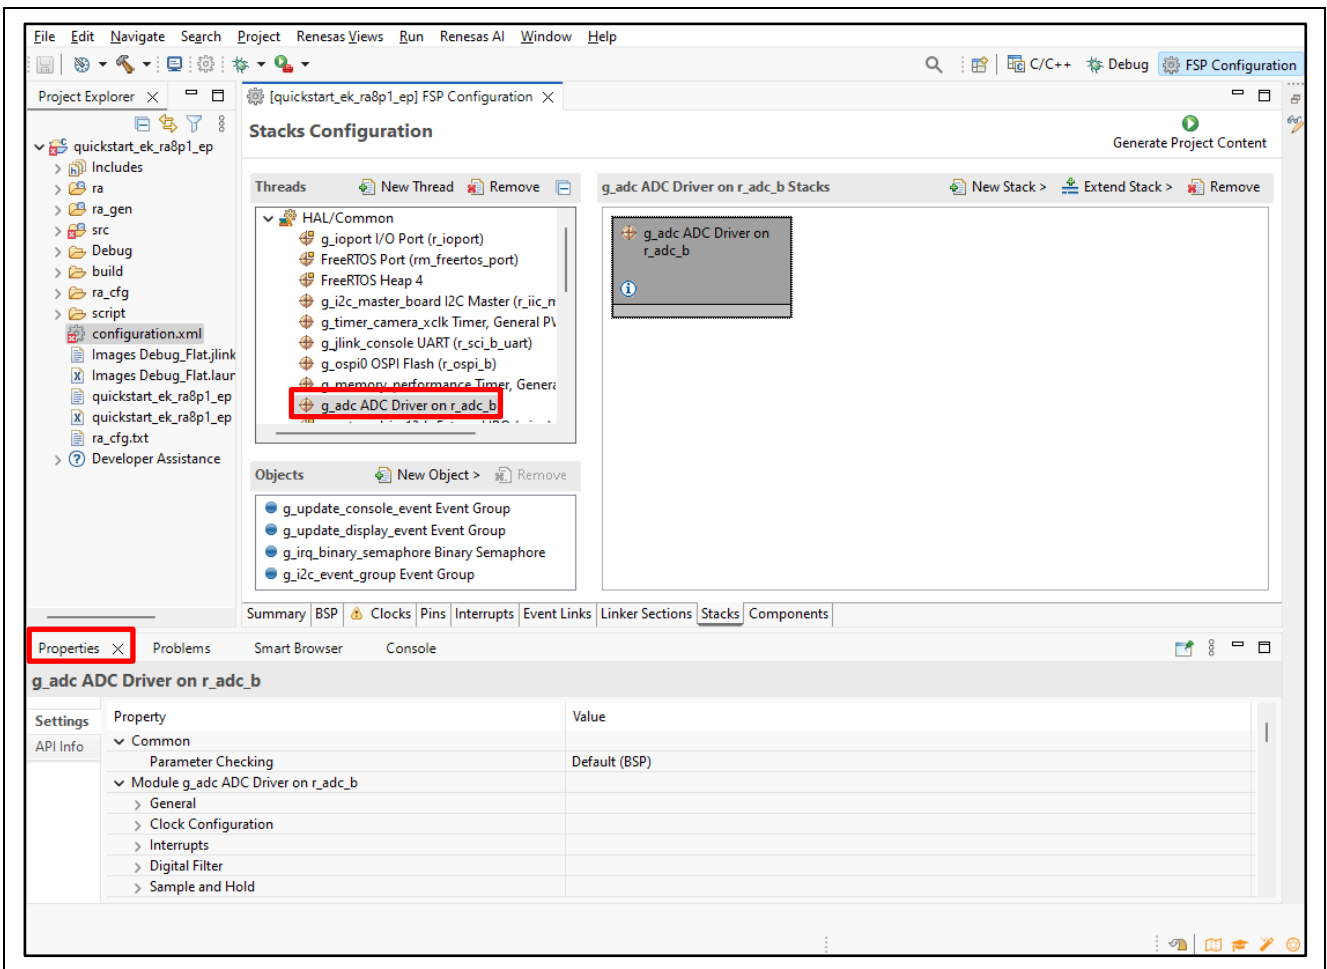 File Edit Navigate Search Project Renesas Views Run Renesas AI Window Help
C/C++ Debug FSP Configuration
Project Explorer
[quickstart_ek_ra8p1_ep] FSP Configuration
Stacks Configuration
Generate Project Content
quickstart_ek_ra8p1_ep
Includes
ra
ra_gen
src
Debug
build
ra_cfg
script
configuration.xml
Images Debug_Flat.jlink
Images Debug_Flat.laur
quickstart_ek_ra8p1_ep
quickstart_ek_ra8p1_ep
ra_cfg.txt
Developer Assistance
Threads New Thread Remove
HAL/Common
g_ioport I/O Port (r_ioport)
FreeRTOS Port (rm_freertos_port)
FreeRTOS Heap 4
g_i2c_master_board I2C Master (r_iic_m
g_timer_camera_xclk Timer, General P
g_jlink_console UART (r_sci_b_uart)
g_ospi0 OSPI Flash (r_ospi_b)
g_memory_performance Timer, Genera
g_adc ADC Driver on r_adc_b
Objects New Object > Remove
g_update_console_event Event Group
g_update_display_event Event Group
g_irq_binary_semaphore Binary Semaphore
g_i2c_event_group Event Group
g_adc ADC Driver on r_adc_b Stacks New Stack > Extend Stack > Remove
g_adc ADC Driver on
r_adc_b
Summary BSP Clocks Pins Interrupts Event Links Linker Sections Stacks Components
Properties Problems Smart Browser Console
g_adc ADC Driver on r_adc_b
Settings
API Info
Property Value
Common
Parameter Checking Default (BSP)
Module g_adc ADC Driver on r_adc_b
General
Clock Configuration
Interrupts
Digital Filter
Sample and Hold